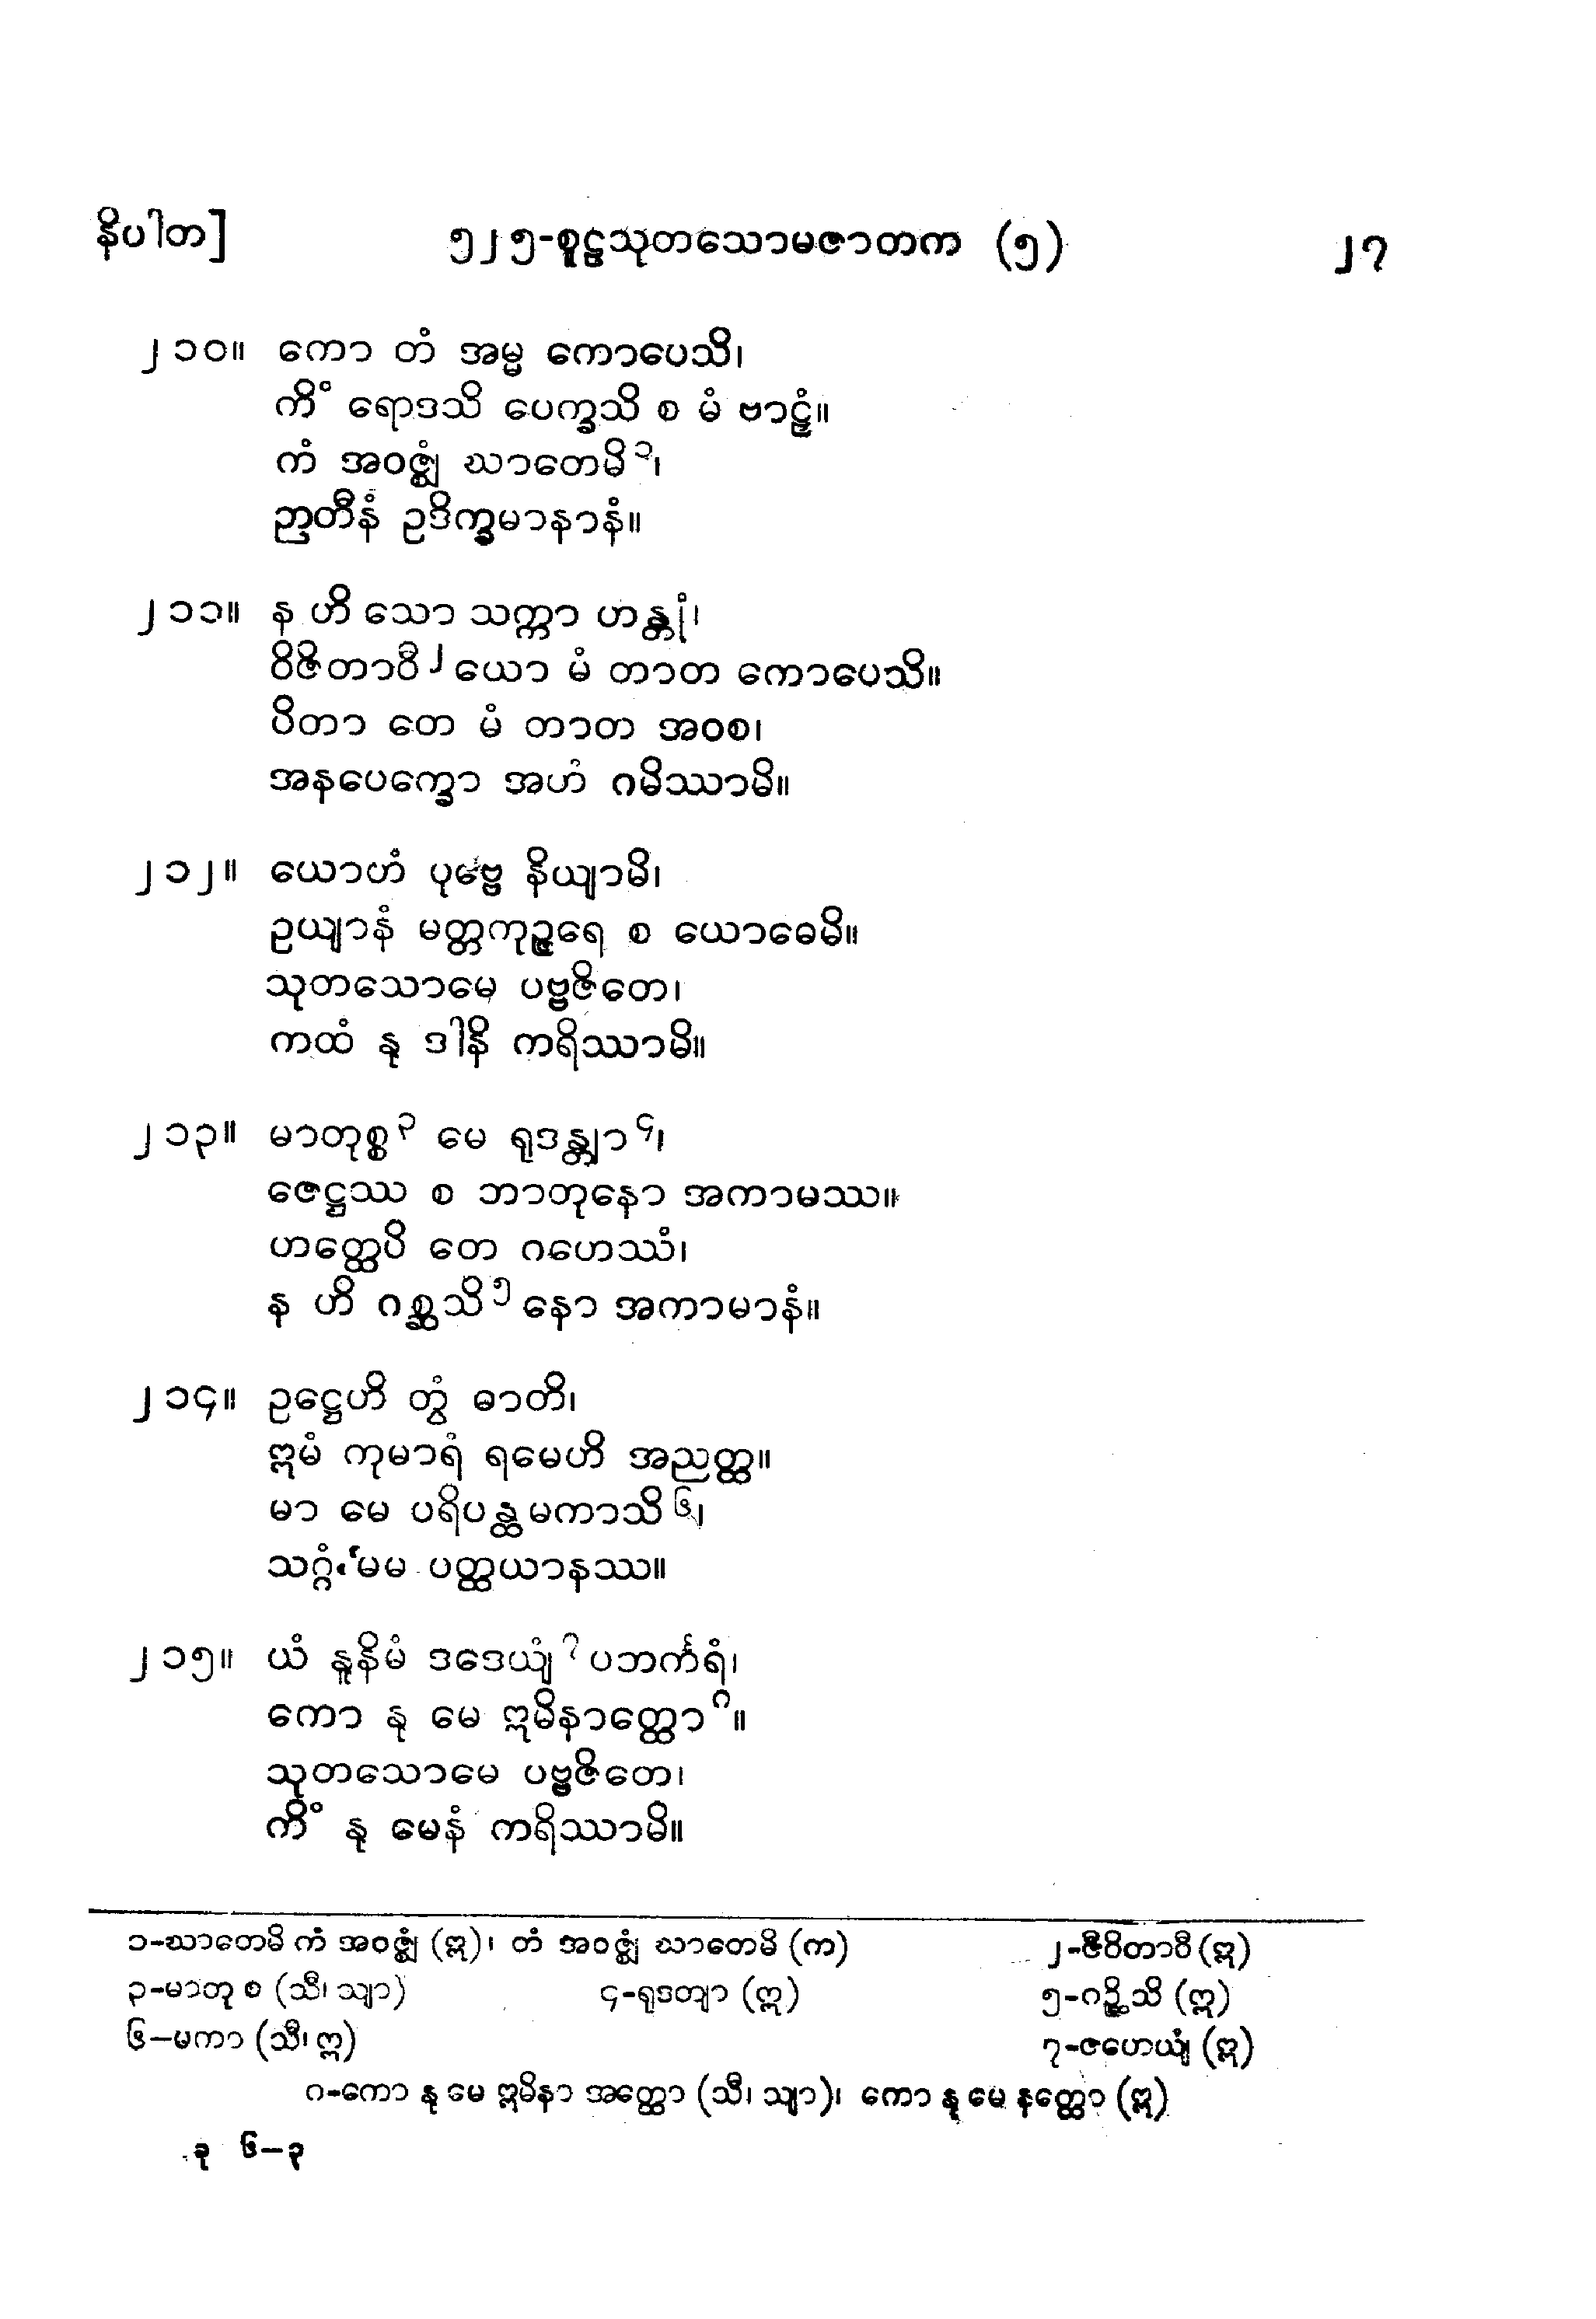 နိပါတ] ၅၂၅-စူဠသုတသောမဇာတက (၅) ၂၇
၂၁၀။ ကော တံ အမ္မ ကောပေသိ၊
ကိံ ရောဒသိ ပေက္ခသိ စ မံ ဗာဠှံ။
ကံ အဝဇ္ဈံ ဃာတေမိ၁၊
ဉာတီနံ ဥဒိက္ခမာနာနံ။
၂၁၁။ န ဟိ သော သက္ကာ ဟန္တုံ၊
ဝိဇိတာဝီ၂ ယော မံ တာတ ကောပေသိ။
ပိတာ တေ မံ တာတ အဝစ၊
အနပေက္ခော အဟံ ဂမိဿာမိ။
၂၁၂။ ယောဟံ ပုဗ္ဗေ နိယျာမိ၊
ဥယျာနံ မတ္တကုဉ္ဇရေ စ ယောဓေမိ။
သုတသောမေ ပဗ္ဗဇိတေ၊
ကထံ နု ဒါနိ ကရိဿာမိ။
၂၁၃။ မာတုစ္စ၃ မေ ရုဒန္တျာ၄၊
ဇေဋ္ဌဿ စ ဘာတုနော အကာမဿ။
ဟတ္ထေပိ တေ ဂဟေဿံ၊
န ဟိ ဂစ္ဆသိ၅ နော အကာမာနံ။
၂၁၄။ ဥဋ္ဌေဟိ တွံ ဓာတိ၊
ဣမံ ကုမာရံ ရမေဟိ အညတ္ထ။
မာ မေ ပရိပန္ထမကာသိ၆၊
သဂ္ဂံ မမ ပတ္ထယာနဿ။
၂၁၅။ ယံ နူနိမံ ဒဒေယျံ၇ ပဘင်္ကရံ၊
ကော နု မေ ဣမိနာတ္ထော ဂ။
သုတသောမေ ပဗ္ဗဇိတေ၊
ကိံ နု မေနံ ကရိဿာမိ။
၁-ဃာတေမိ ကံ အဝဇ္ဈံ (ဣ)၊ တံ အဝဇ္ဈံ ဃာတေမိ (က) ၂-ဇီဝိတာဝီ (ဣ)
၃-မာတု စ (သီ၊ သျာ) ၄-ရုဒတျာ (ဣ) ၅-ဂဉ္ဆိသိ (ဣ)
၆-မကာ (သီ၊ ဣ) ၇-ဇဟေယျံ (ဣ)
ဂ-ကော နု မေ ဣမိနာ အတ္ထော (သီ၊ သျာ)၊ ကော နု မေ နတ္ထော (ဣ)
ခု ၆-၃